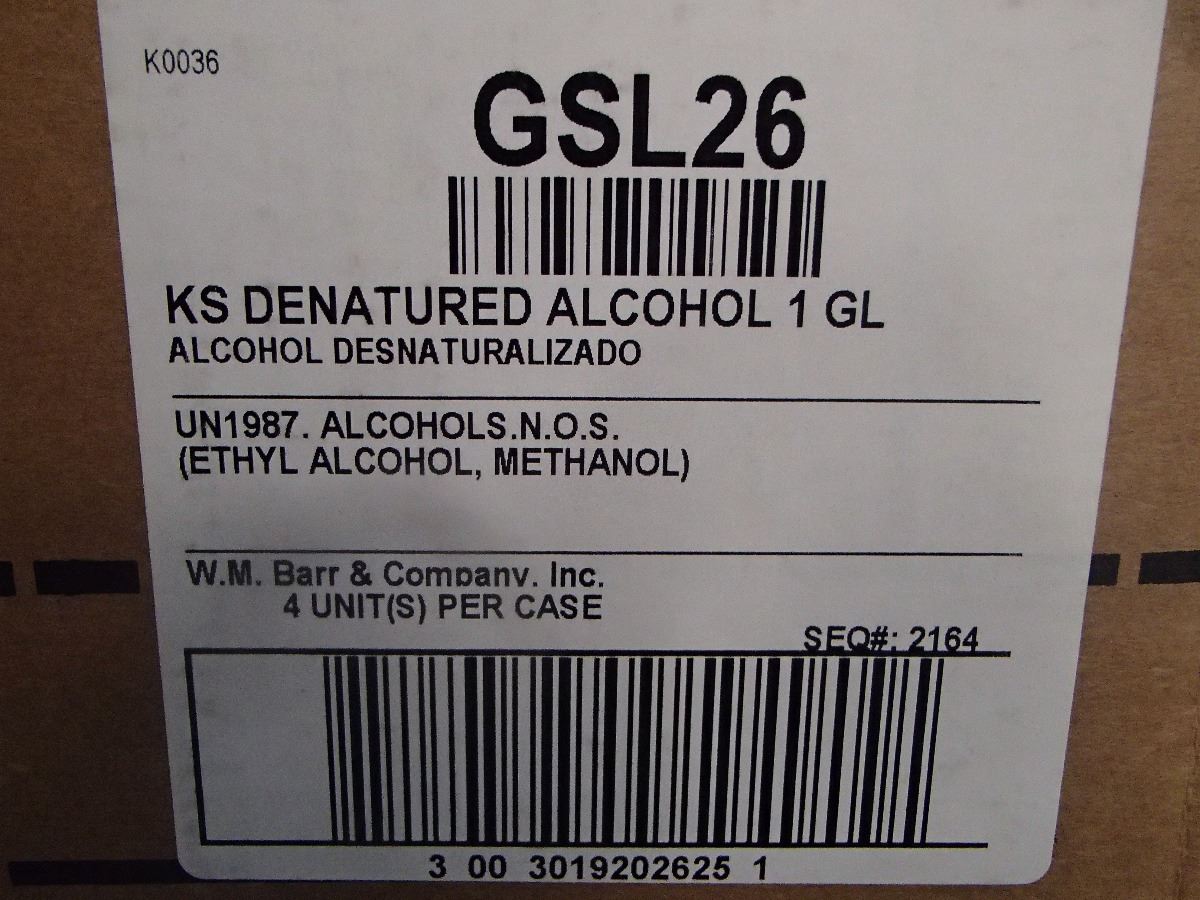 K0036
GSL26
KS DENATURED ALCOHOL 1 GL
ALCOHOL DESNATURALIZADO
UN1987. ALCOHOLS.N.O.S.
(ETHYL ALCOHOL, METHANOL)
W.M. Barr & Company, Inc.
4 UNIT(S) PER CASE
SEQ#: 2164
3 00 3019202625 1